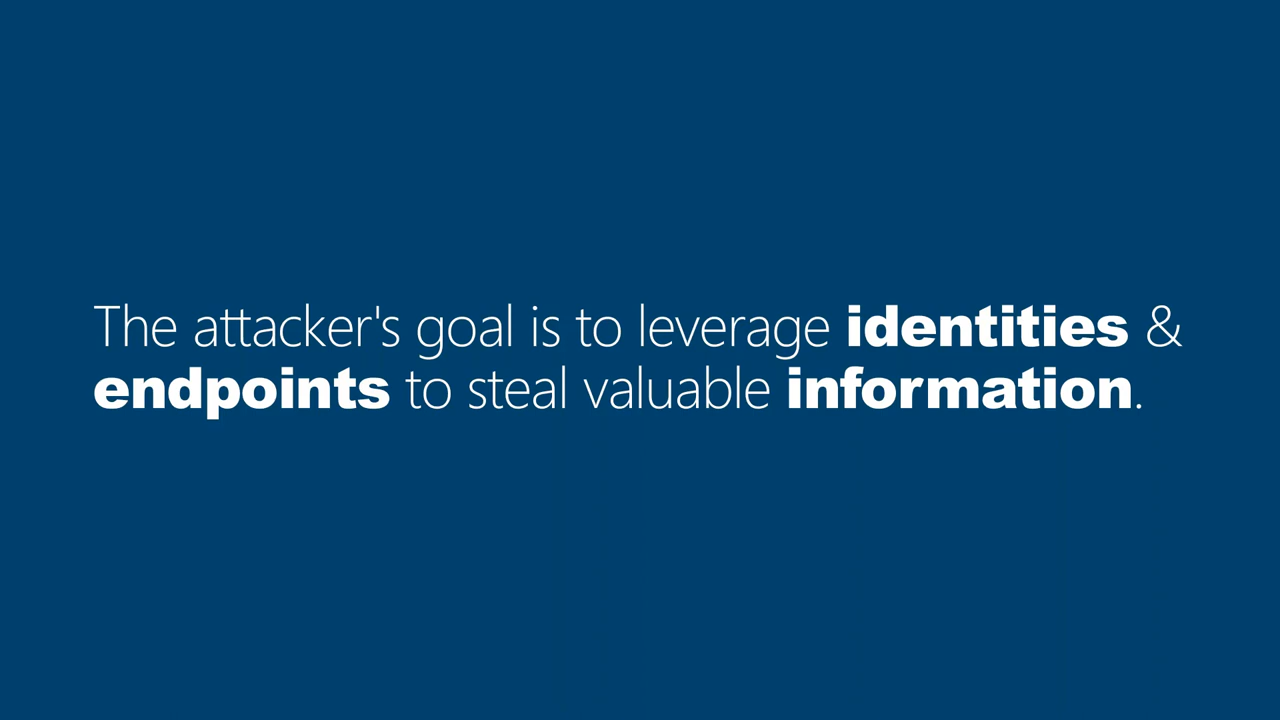 The attacker's goal is to leverage identities &
endpoints to steal valuable information.